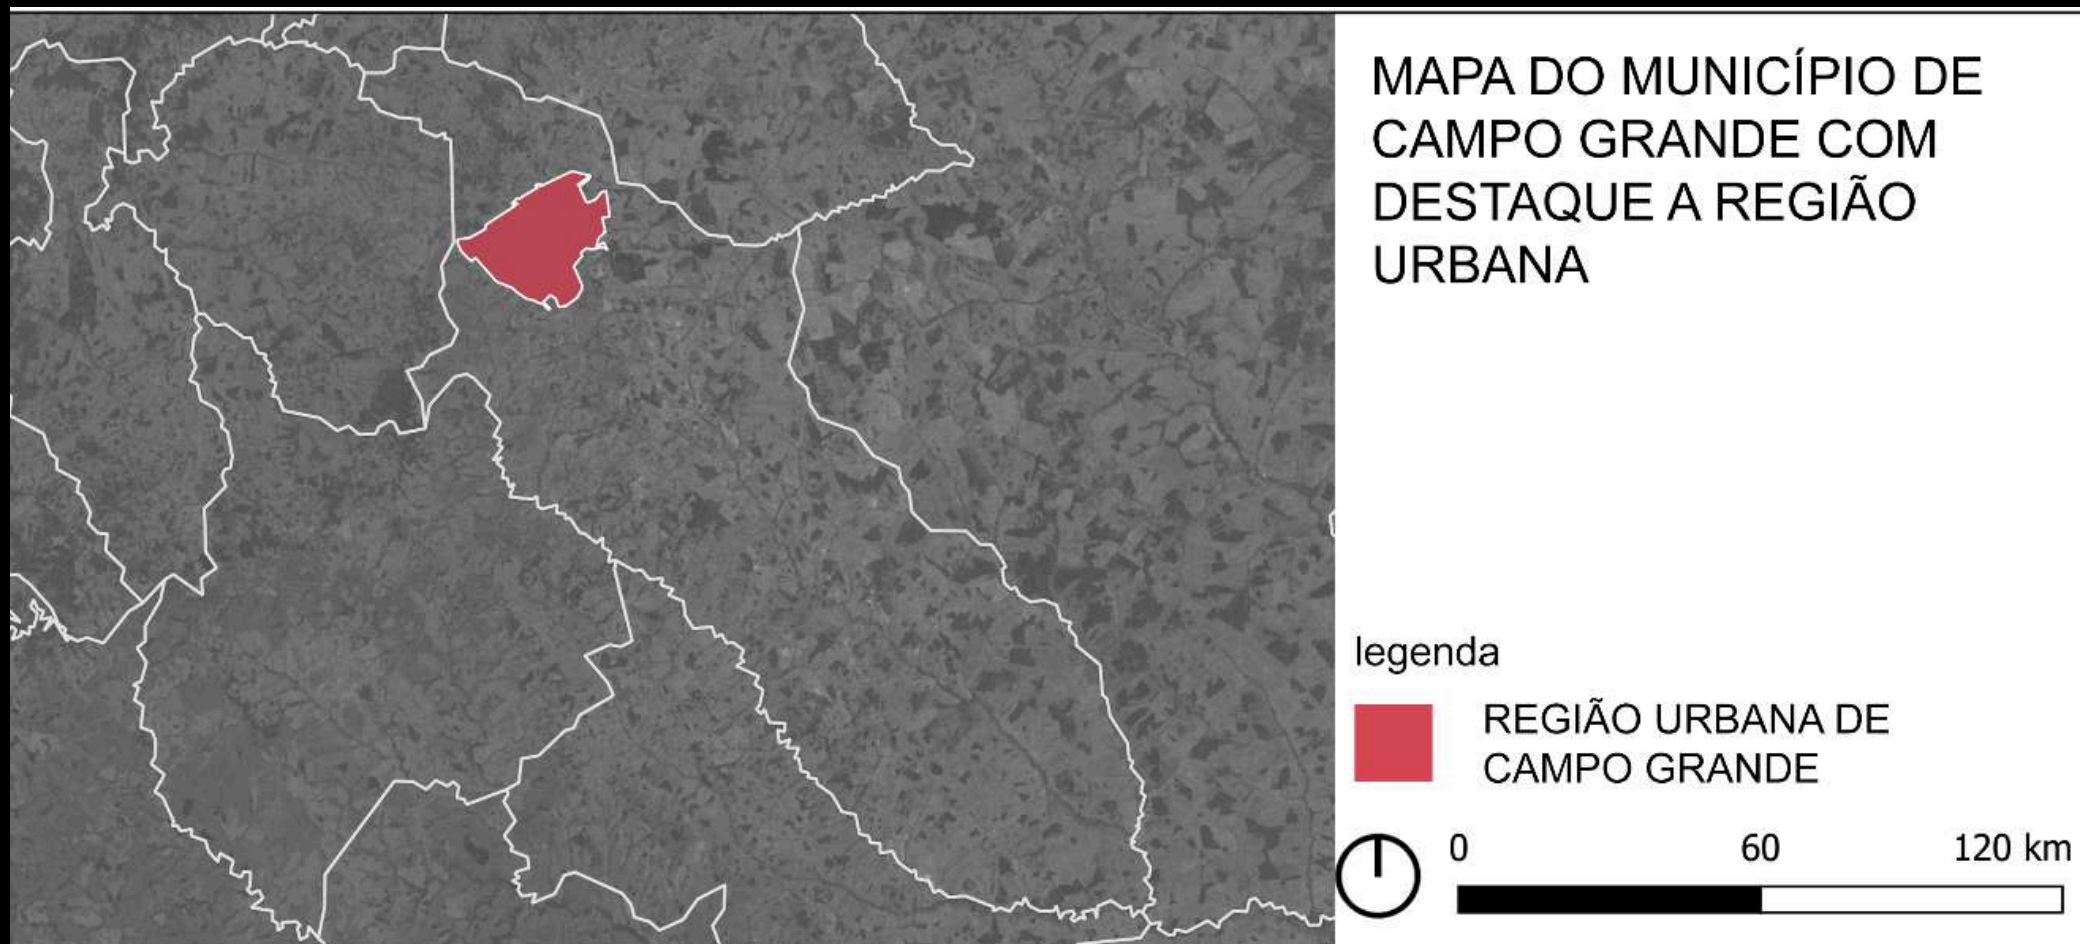 MAPA DO MUNICÍPIO DE
CAMPO GRANDE COM
DESTAQUE A REGIÃO
URBANA
legenda
REGIÃO URBANA DE
CAMPO GRANDE
0 60 120 km